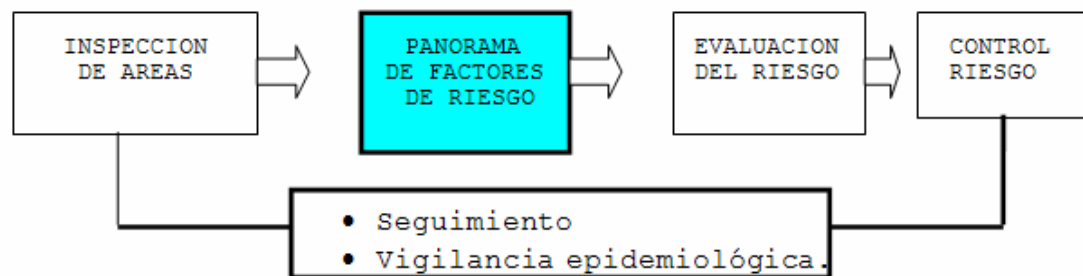 INSPECCION
DE AREAS
PANORAMA
DE FACTORES
DE RIESGO
EVALUACION
DEL RIESGO
CONTROL
RIESGO
• Seguimiento
• Vigilancia epidemiológica.